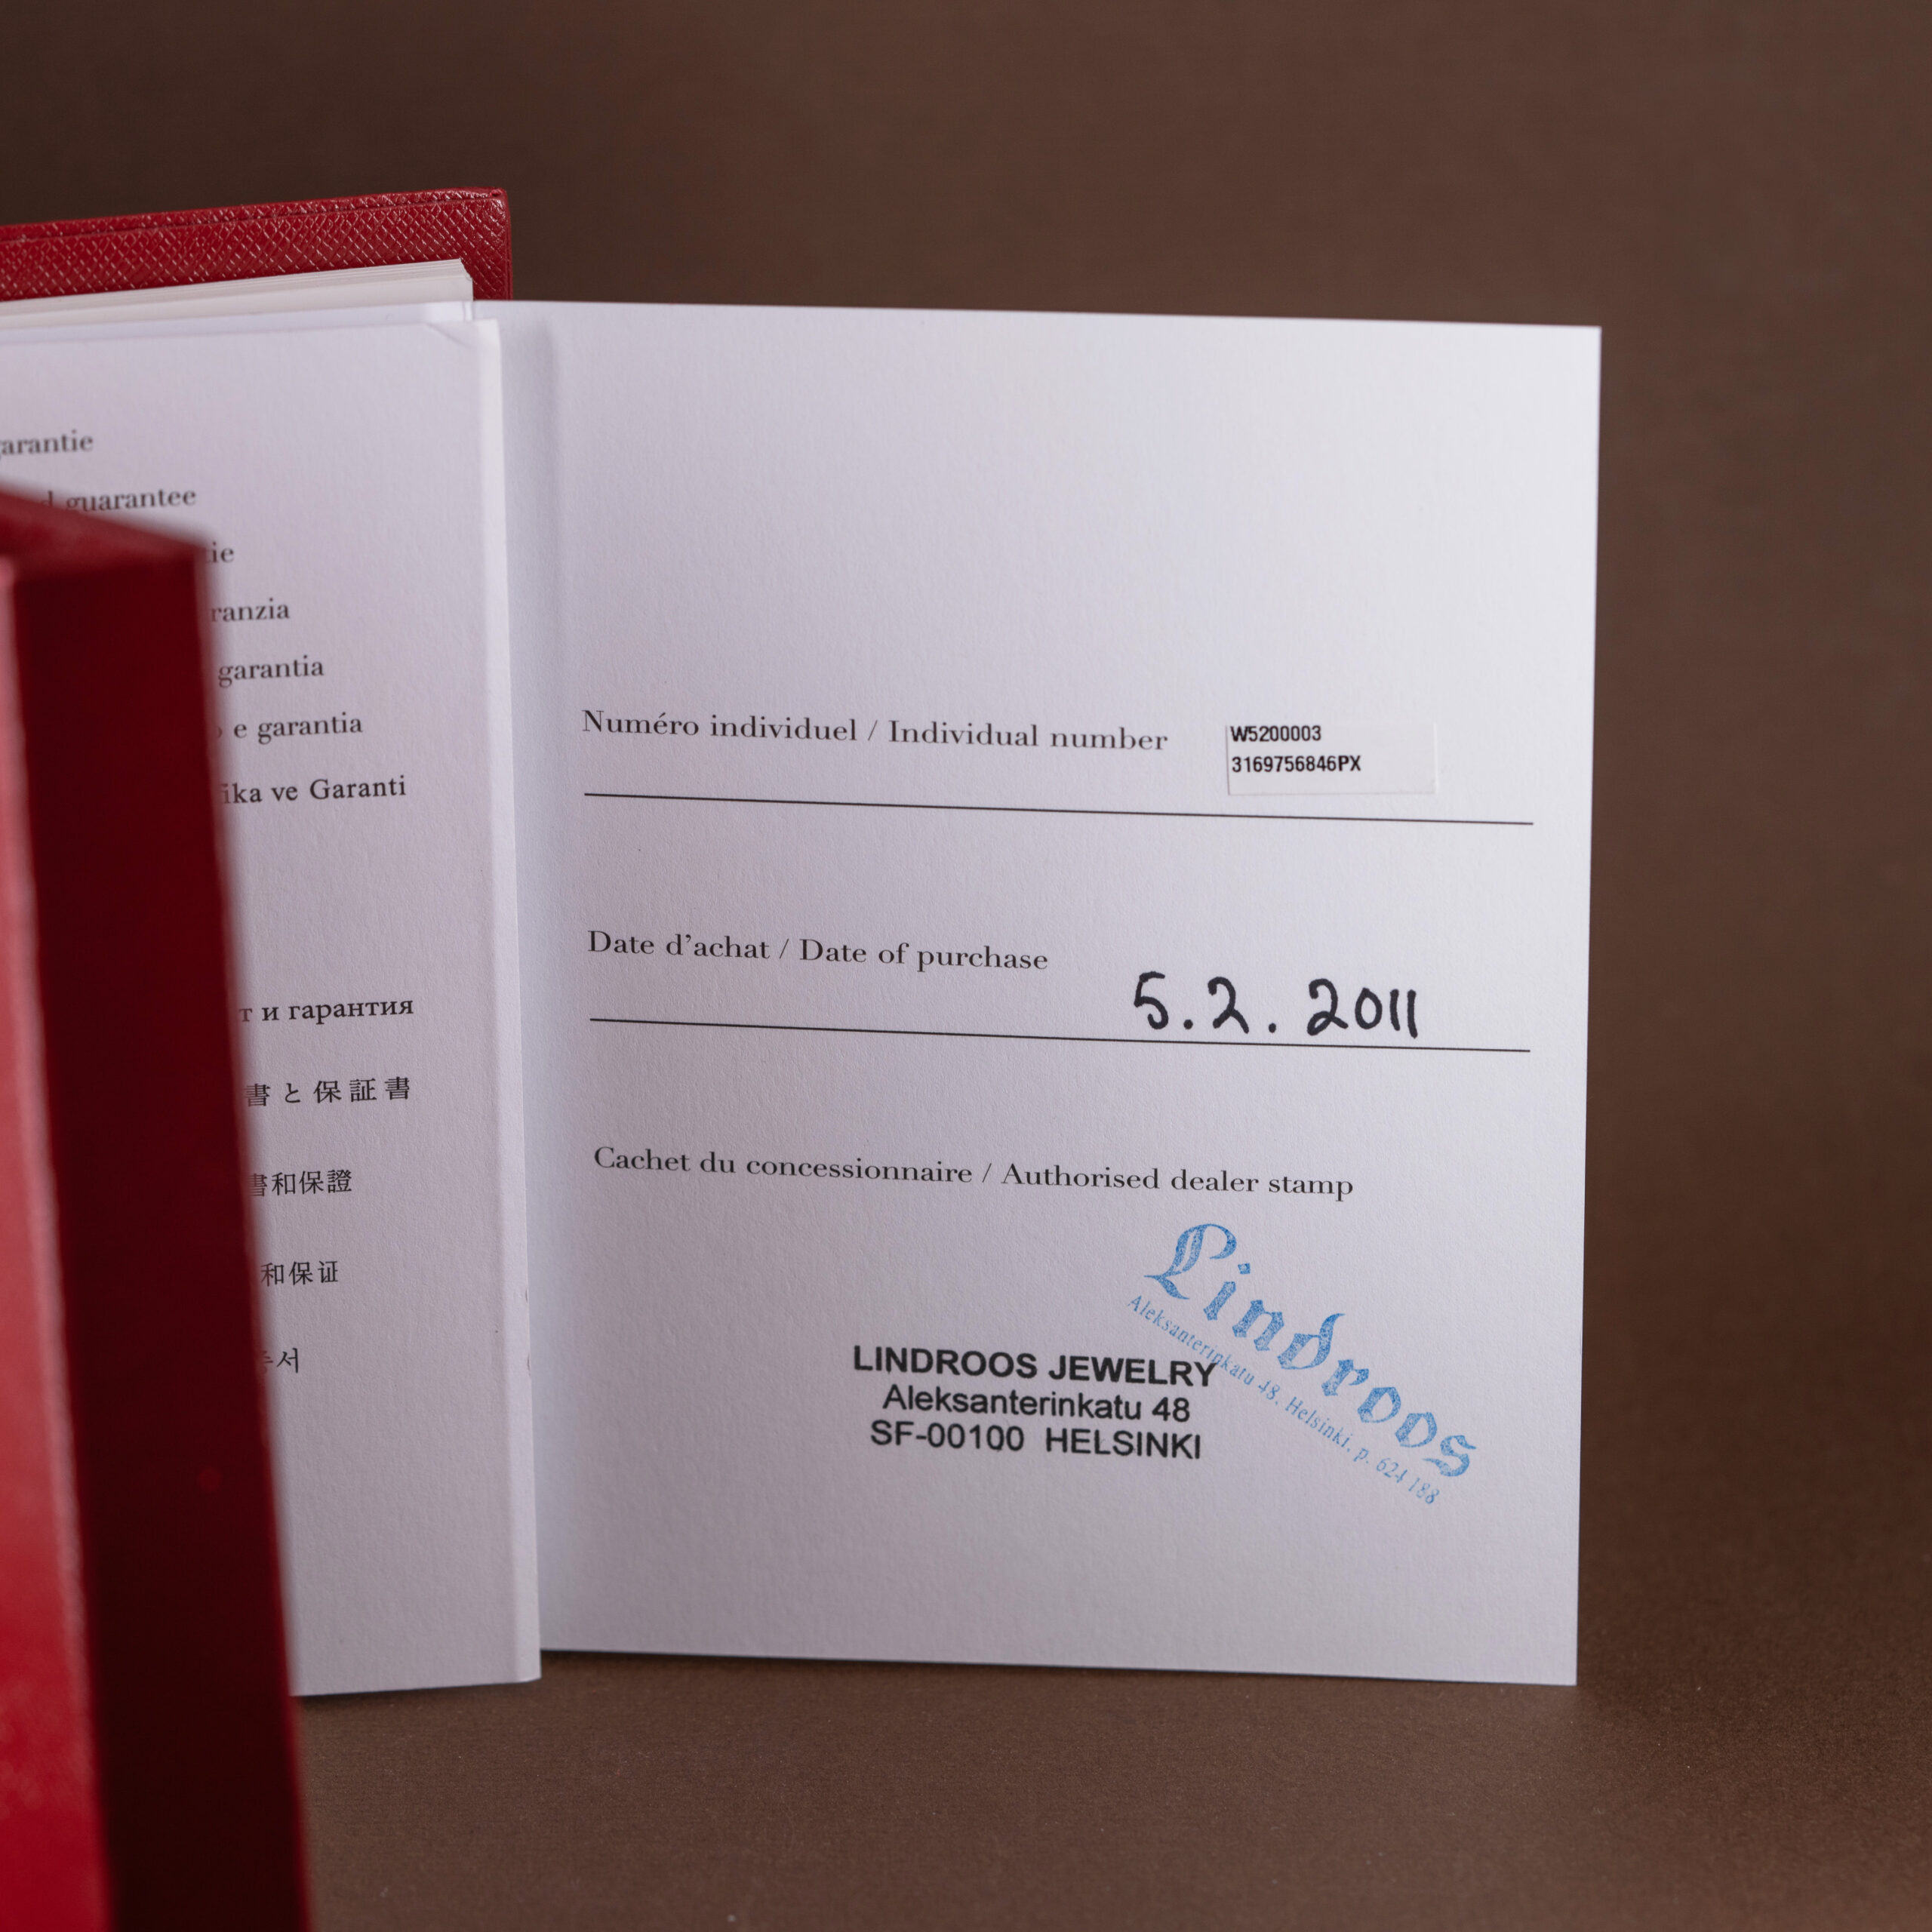 garantie
guarantee
ranzia
garantia
e garantia
ika ve Garanti
и гарантия
書と保証書
書和保證
和保证
서
Numéro individuel / Individual number
W5200003
3169756846PX
Date d'achat / Date of purchase
5.2.2011
Cachet du concessionnaire / Authorised dealer stamp
Lindroos
Aleksanterinkatu 48, Helsinki, p. 624 188
LINDROOS JEWELRY
Aleksanterinkatu 48
SF-00100 HELSINKI